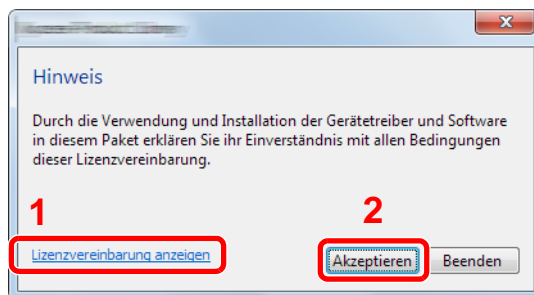 Hinweis
Durch die Verwendung und Installation der Gerätetreiber und Software
in diesem Paket erklären Sie ihr Einverständnis mit allen Bedingungen
dieser Lizenzvereinbarung.
1
2
Lizenzvereinbarung anzeigen
Akzeptieren
Beenden